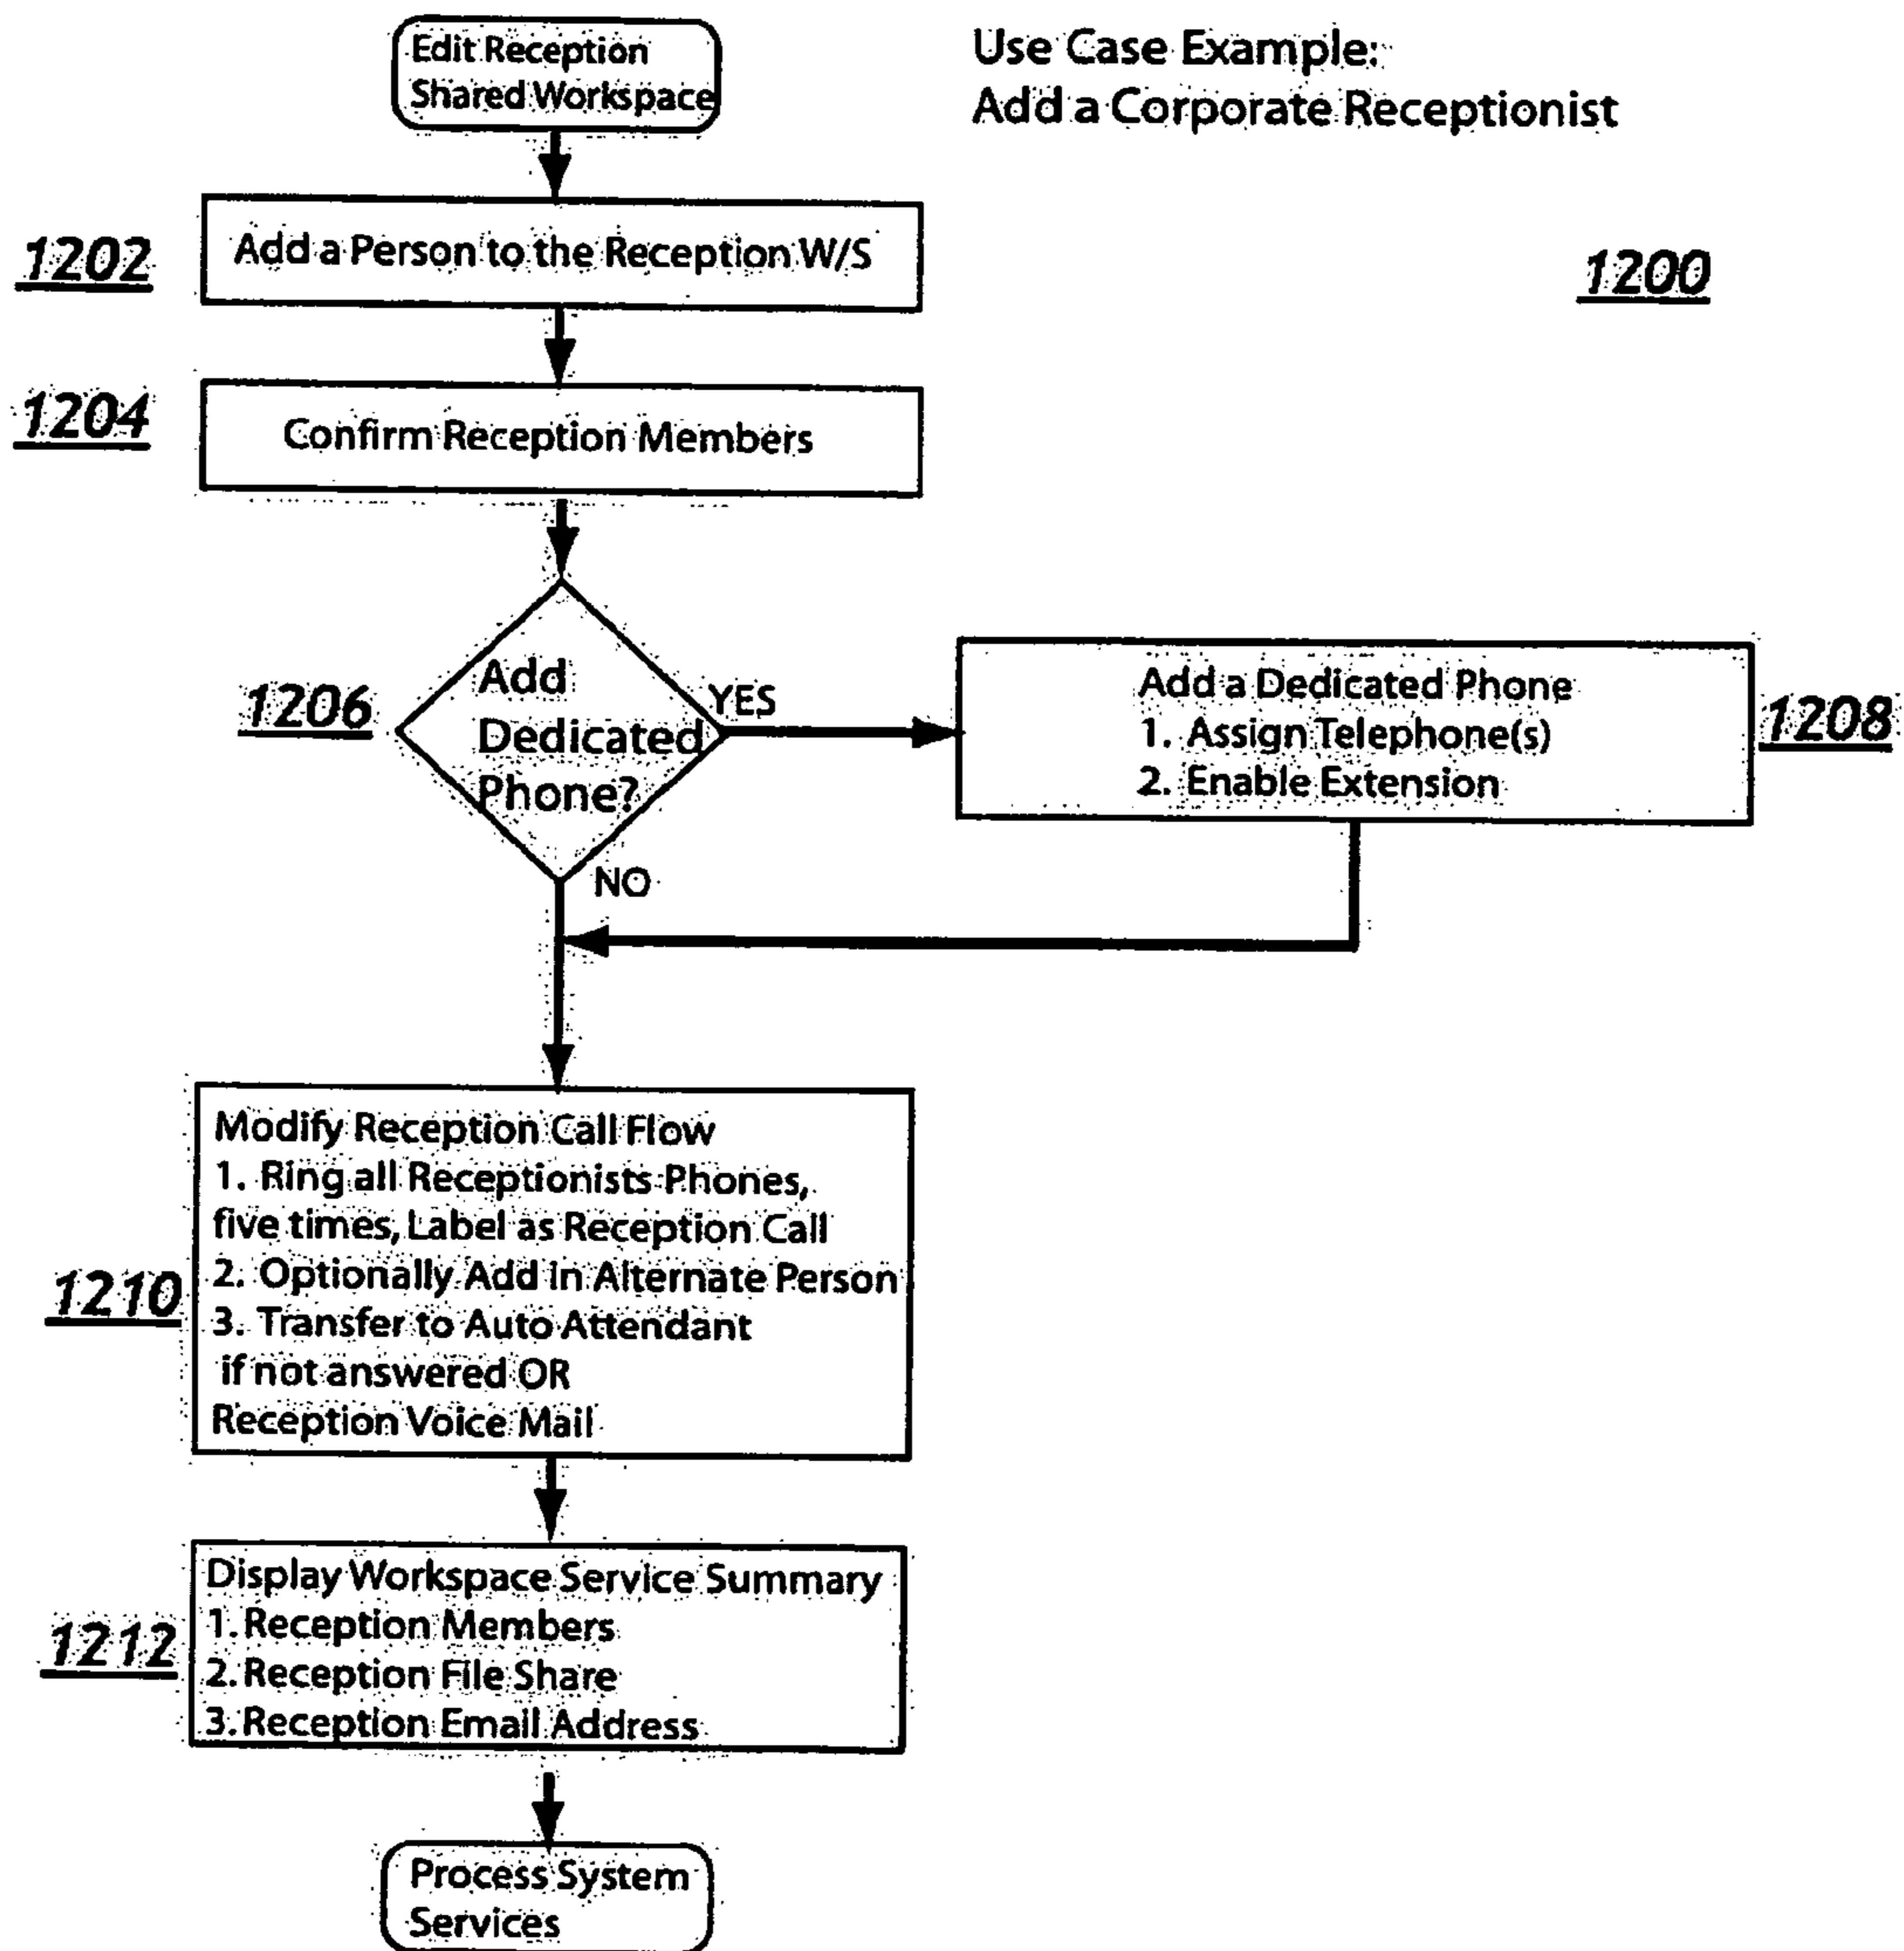 Edit Reception
Shared Workspace
Use Case Example:
Add a Corporate Receptionist
1202
Add a Person to the Reception W/S
1200
1204
Confirm Reception Members
1206
Add
Dedicated
Phone?
YES
NO
Add a Dedicated Phone
1. Assign Telephone(s)
2. Enable Extension
1208
Modify Reception Call Flow
1. Ring all Receptionists Phones,
five times, Label as Reception Call
2. Optionally Add in Alternate Person
3. Transfer to Auto Attendant
if not answered OR
Reception Voice Mail
1210
Display Workspace Service Summary
1. Reception Members
2. Reception File Share
3. Reception Email Address
1212
Process System
Services